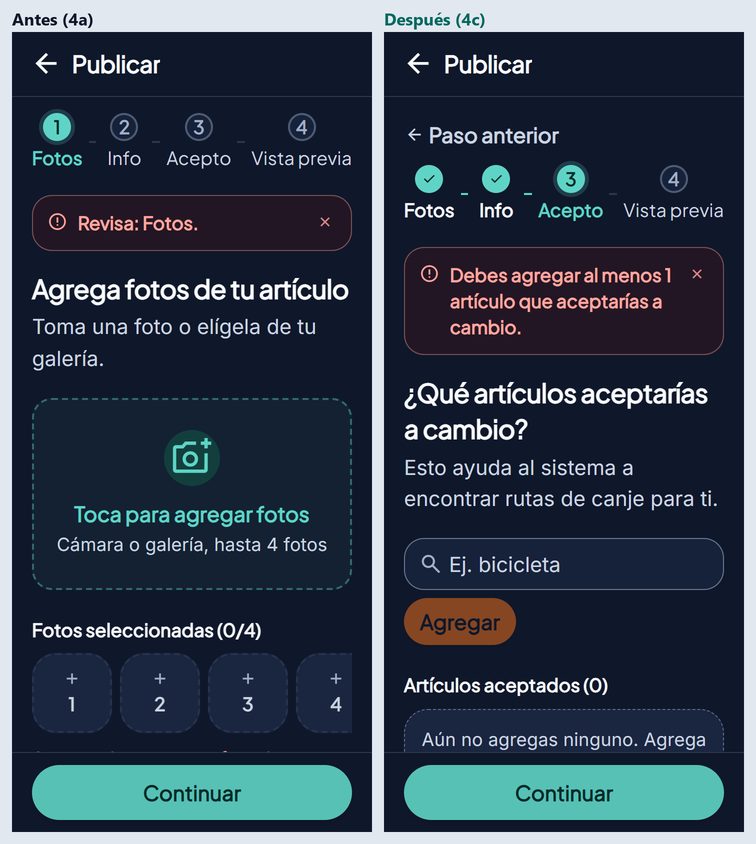 Antes (4a)
← Publicar
1 2 3 4
Fotos Info Acepto Vista previa
Revisa: Fotos. ×
Agrega fotos de tu artículo
Toma una foto o elígela de tu
galería.
Toca para agregar fotos
Cámara o galería, hasta 4 fotos
Fotos seleccionadas (0/4)
+ + + +
1 2 3 4
Continuar
Después (4c)
← Publicar
← Paso anterior
✓ ✓ 3 4
Fotos Info Acepto Vista previa
Debes agregar al menos 1 ×
artículo que aceptarías a
cambio.
¿Qué artículos aceptarías
a cambio?
Esto ayuda al sistema a
encontrar rutas de canje para ti.
Ej. bicicleta
Agregar
Artículos aceptados (0)
Aún no agregas ninguno. Agrega
Continuar